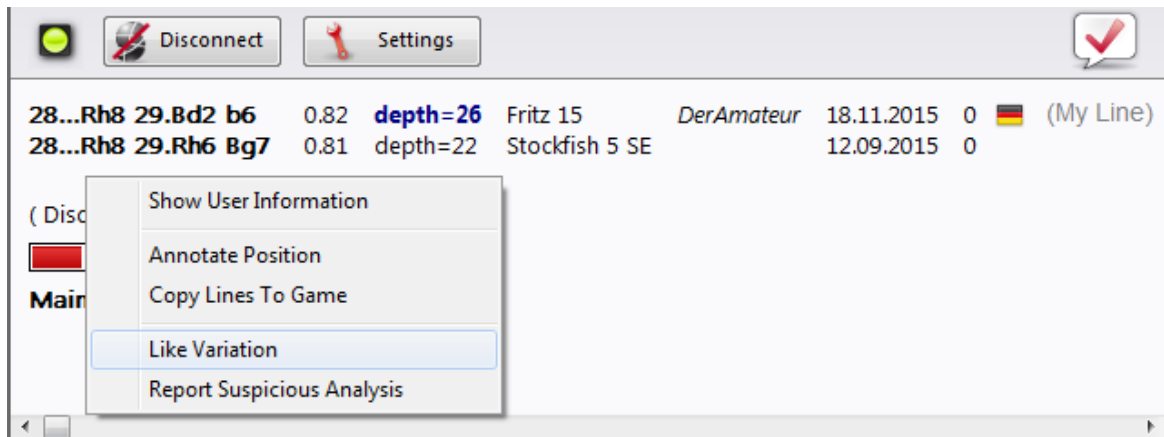 Disconnect Settings
28...Rh8 29.Bd2 b6 0.82 depth=26 Fritz 15 DerAmateur 18.11.2015 0 (My Line)
28...Rh8 29.Rh6 Bg7 0.81 depth=22 Stockfish 5 SE 12.09.2015 0
Show User Information
( Disc
Annotate Position
Copy Lines To Game
Main
Like Variation
Report Suspicious Analysis